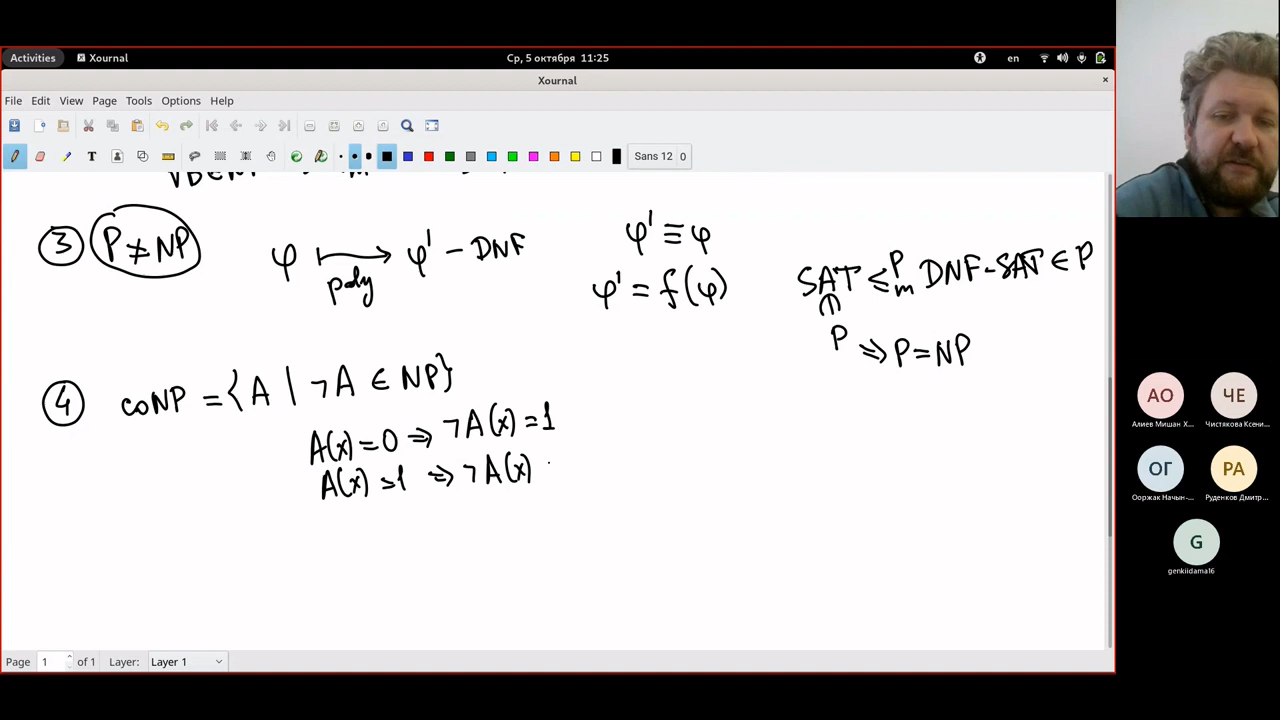 Activities
Xournal
Ср, 5 октября 11:25
en
Xournal
×
File Edit View Page Tools Options Help
T
Sans 12 0
③ P ≠ NP
φ ↦ φ' - DNF
poly
φ' ≡ φ
φ' = f(φ)
SAT ≤ᵖₘ DNF-SAT ∈ P
P ⇒ P = NP
④ coNP = {A | ¬A ∈ NP}
A(x) = 0 ⇒ ¬A(x) = 1
A(x) = 1 ⇒ ¬A(x)
Page 1 of 1 Layer: Layer 1
АО
Алиев Мишан Х...
ЧЕ
Чистякова Ксени...
ОГ
Ооржак Начын-...
РА
Руденков Дмитр...
G
genkiidama16